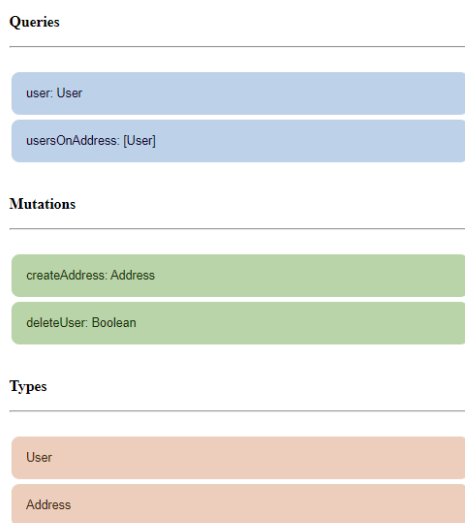 Queries
user: User
usersOnAddress: [User]
Mutations
createAddress: Address
deleteUser: Boolean
Types
User
Address